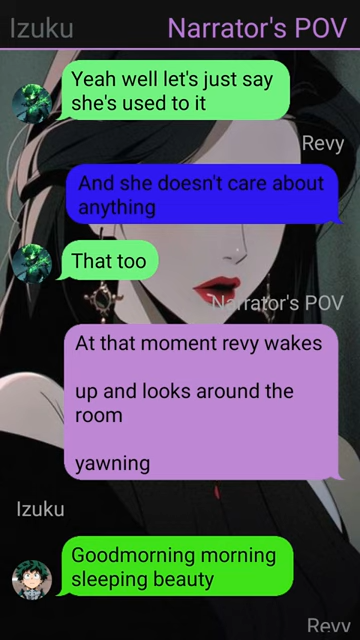 Izuku Narrator's POV
Yeah well let's just say
she's used to it
Revy
And she doesn't care about
anything
That too
Narrator's POV
At that moment revy wakes
up and looks around the
room
yawning
Izuku
Goodmorning morning
sleeping beauty
Revy